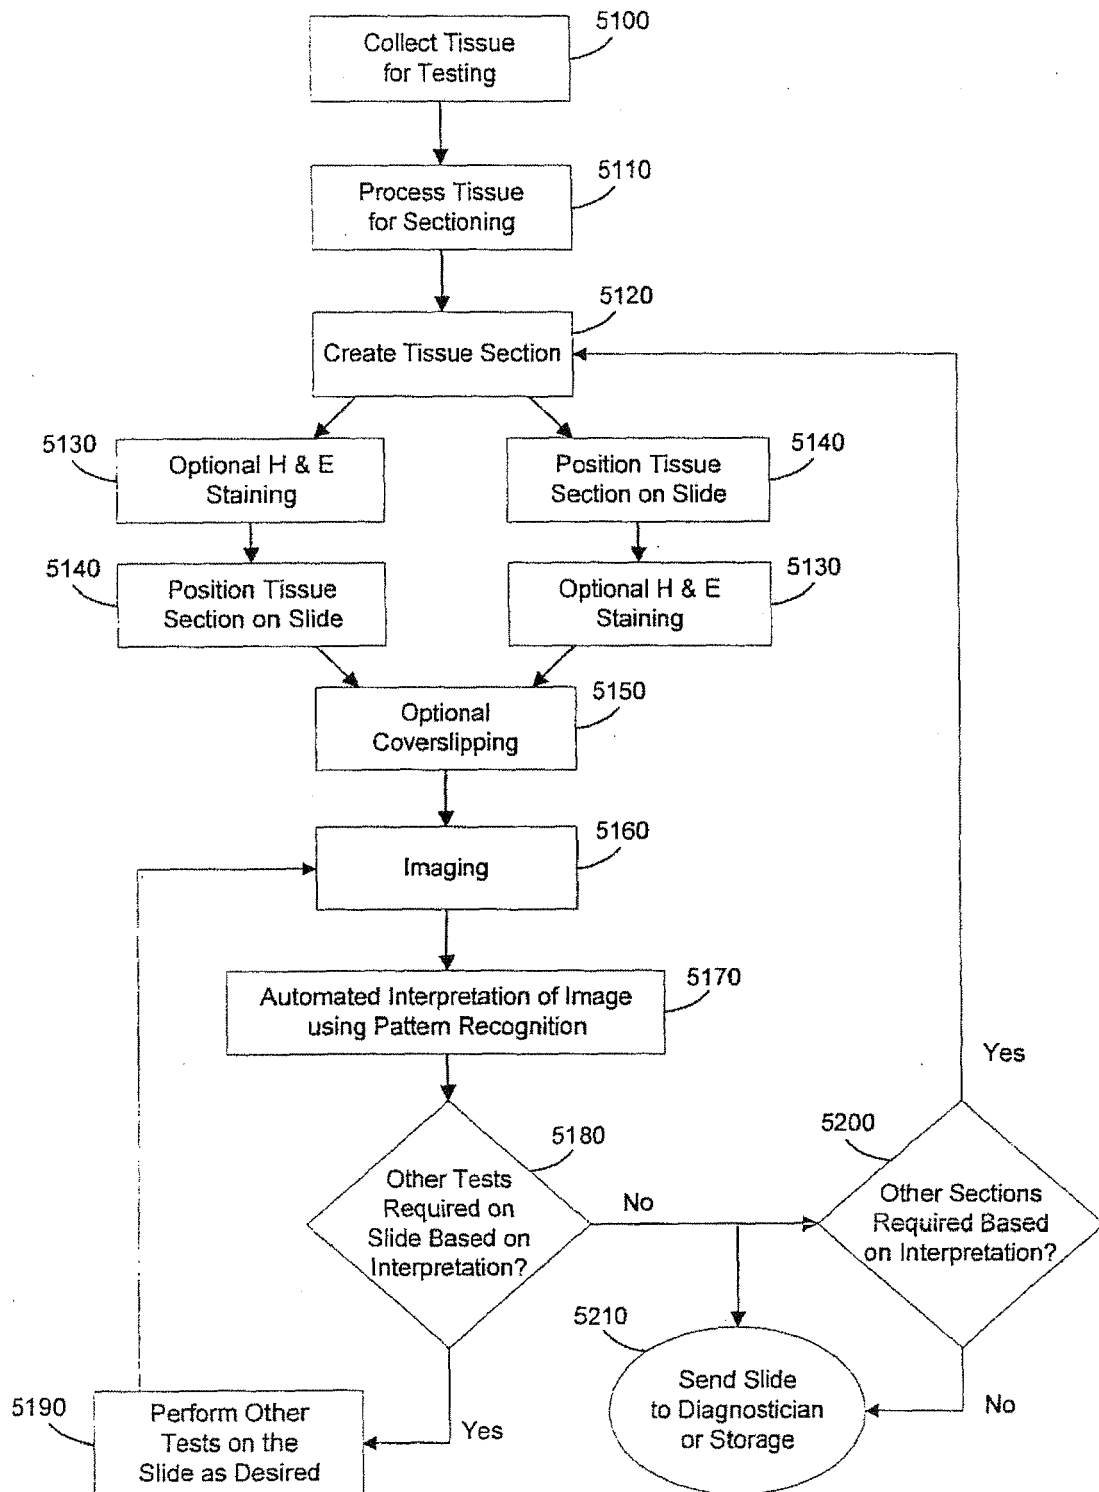 5100
Collect Tissue
for Testing
5110
Process Tissue
for Sectioning
5120
Create Tissue Section
5130
Optional H & E
Staining
5140
Position Tissue
Section on Slide
5140
Position Tissue
Section on Slide
5130
Optional H & E
Staining
5150
Optional
Coverslipping
5160
Imaging
5170
Automated Interpretation of Image
using Pattern Recognition
Yes
5180
Other Tests
Required on
Slide Based on
Interpretation?
No
5200
Other Sections
Required Based
on Interpretation?
5210
Send Slide
to Diagnostician
or Storage
No
5190
Perform Other
Tests on the
Slide as Desired
Yes